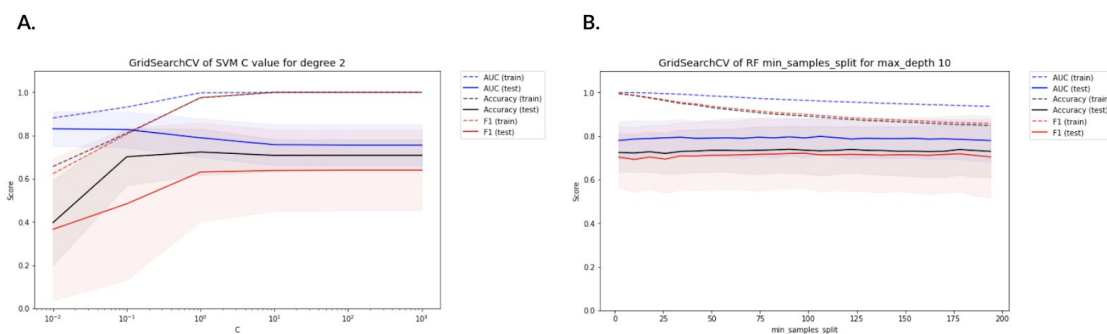 A.
GridSearchCV of SVM C value for degree 2
1.0
0.8
0.6
0.4
0.2
0.0
Score
10⁻²
10⁻¹
10⁰
10¹
10²
10³
C
AUC (train)
AUC (test)
Accuracy (train)
Accuracy (test)
F1 (train)
F1 (test)
B.
GridSearchCV of RF min_samples_split for max_depth 10
1.0
0.8
0.6
0.4
0.2
0.0
Score
0
25
50
75
100
125
150
175
200
min_samples_split
AUC (train)
AUC (test)
Accuracy (train)
Accuracy (test)
F1 (train)
F1 (test)